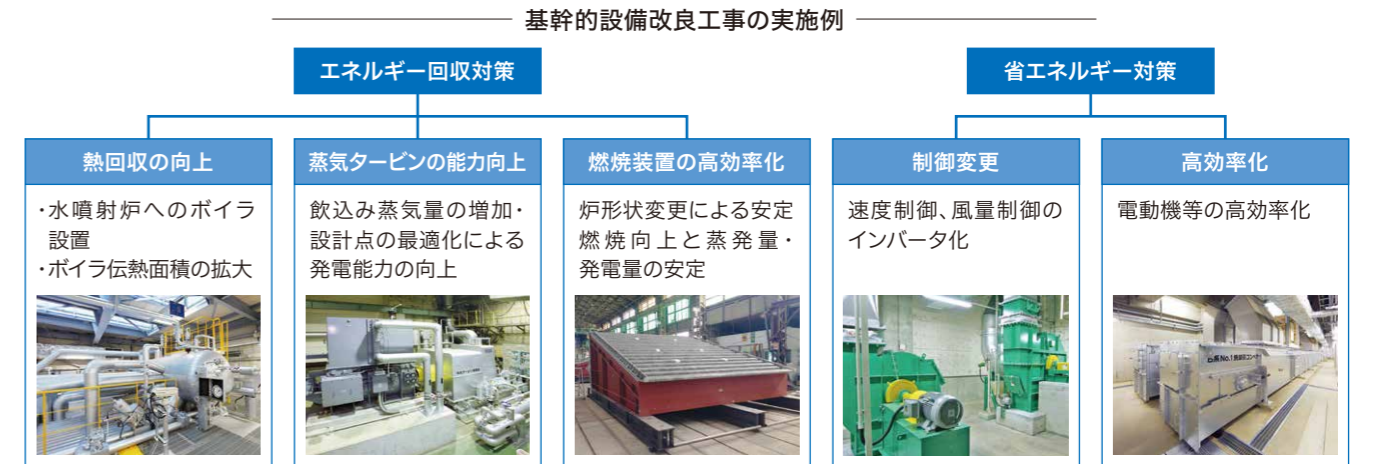 基幹的設備改良工事の実施例
エネルギー回収対策
省エネルギー対策
熱回収の向上
・水噴射炉へのボイラ
設置
・ボイラ伝熱面積の拡大
蒸気タービンの能力向上
飲込み蒸気量の増加・
設計点の最適化による
発電能力の向上
燃焼装置の高効率化
炉形状変更による安定
燃焼向上と蒸発量・
発電量の安定
制御変更
速度制御、風量制御の
インバータ化
高効率化
電動機等の高効率化